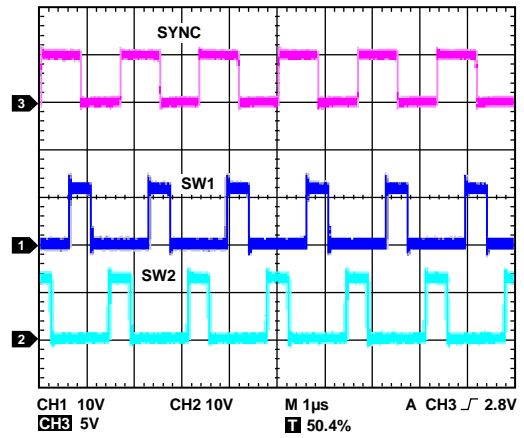 SYNC
3
SW1
1
SW2
2
CH1 10V CH2 10V M 1µs A CH3 2.8V
CH3 5V T 50.4%